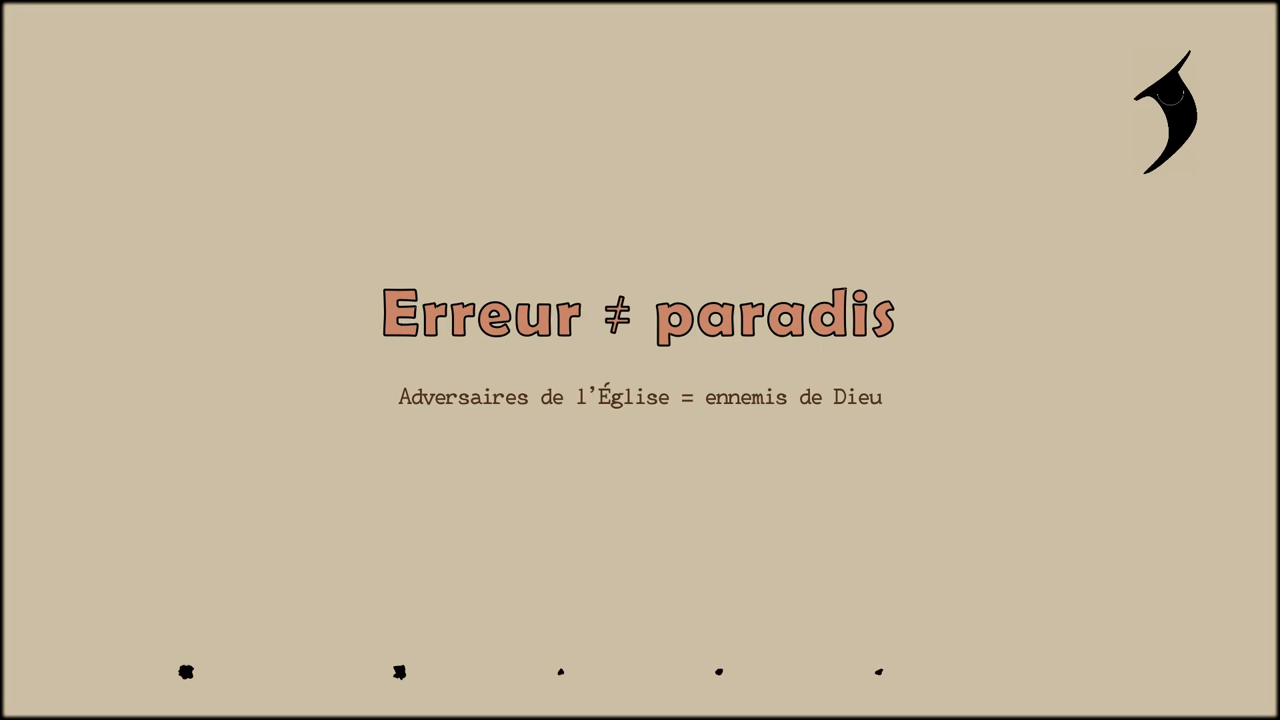 Erreur ≠ paradis
Adversaires de l’Église = ennemis de Dieu